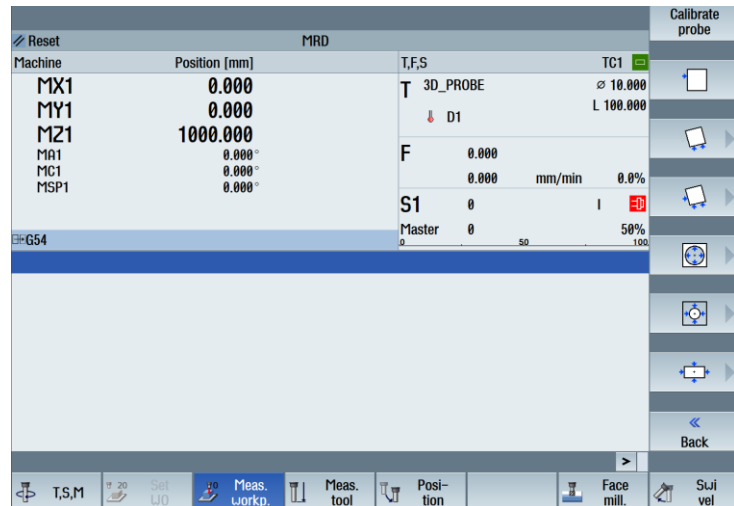 Calibrate
probe
Reset
MRD
Machine
Position [mm]
MX1
0.000
MY1
0.000
MZ1
1000.000
MA1
0.000°
MC1
0.000°
MSP1
0.000°
G54
T,F,S
TC1
T
3D_PROBE
ø 10.000
L 100.000
D1
F
0.000
0.000
mm/min
0.0%
S1
0
I
Master
0
50%
0
50
100
«
Back
>
T,S,M
Set
WO
Meas.
workp.
Meas.
tool
Posi-
tion
Face
mill.
Swi
vel